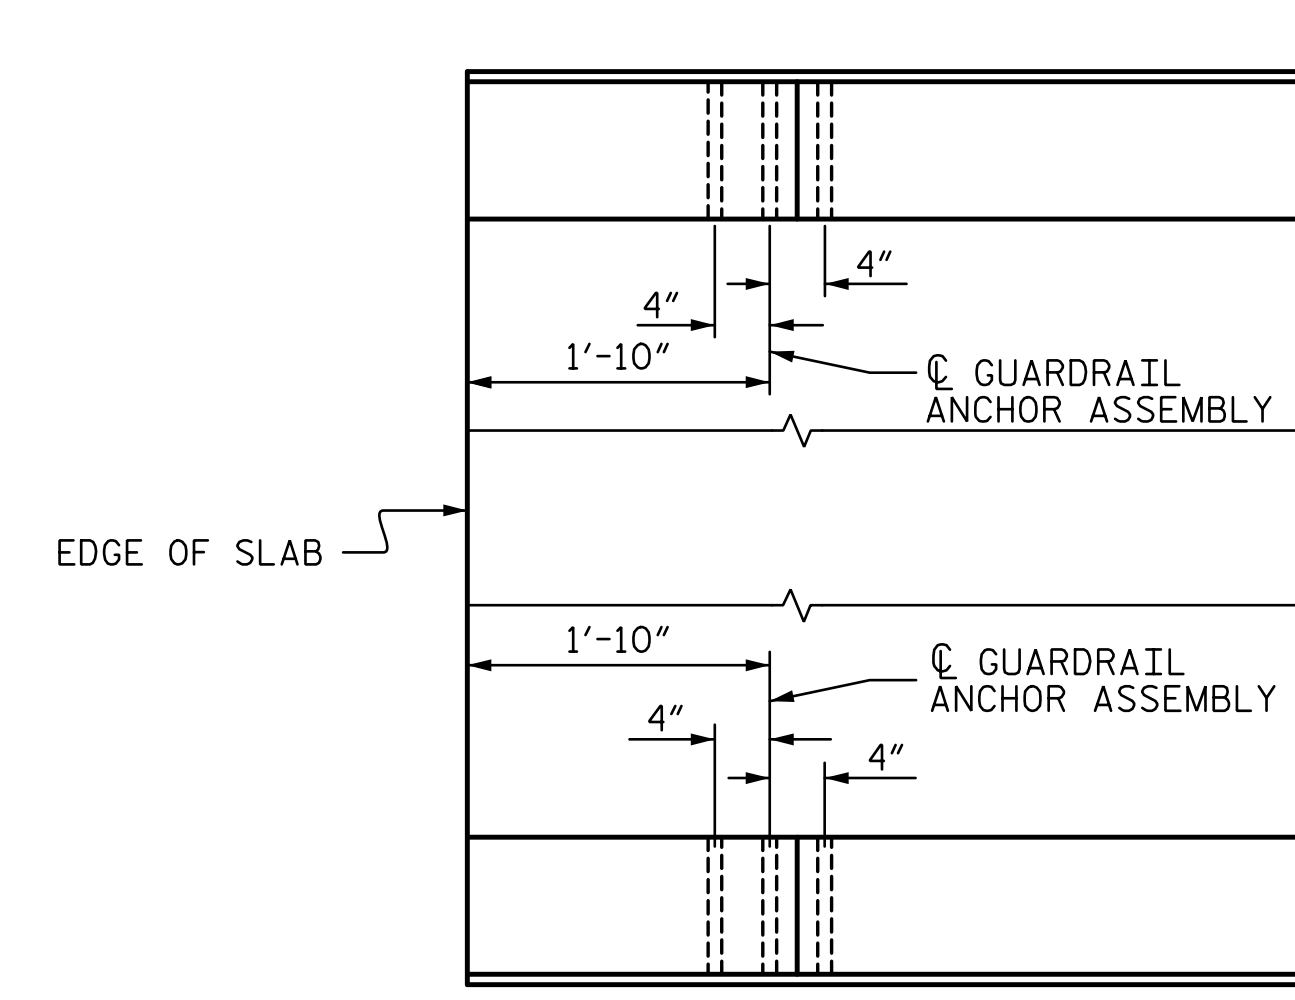 4"
4"
1'-10"
℄ GUARDRAIL
ANCHOR ASSEMBLY
EDGE OF SLAB
1'-10"
℄ GUARDRAIL
ANCHOR ASSEMBLY
4"
4"